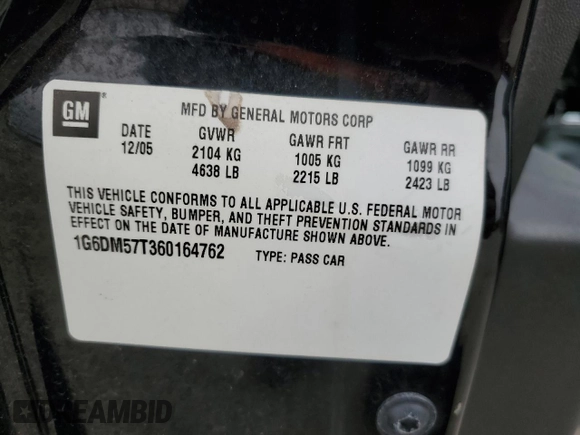 GM®
MFD BY GENERAL MOTORS CORP
DATE GVWR GAWR FRT GAWR RR
12/05 2104 KG 1005 KG 1099 KG
4638 LB 2215 LB 2423 LB
THIS VEHICLE CONFORMS TO ALL APPLICABLE U.S. FEDERAL MOTOR
VEHICLE SAFETY, BUMPER, AND THEFT PREVENTION STANDARDS IN
EFFECT ON THE DATE OF MANUFACTURE SHOWN ABOVE.
1G6DM57T360164762 TYPE: PASS CAR
DREAMBID